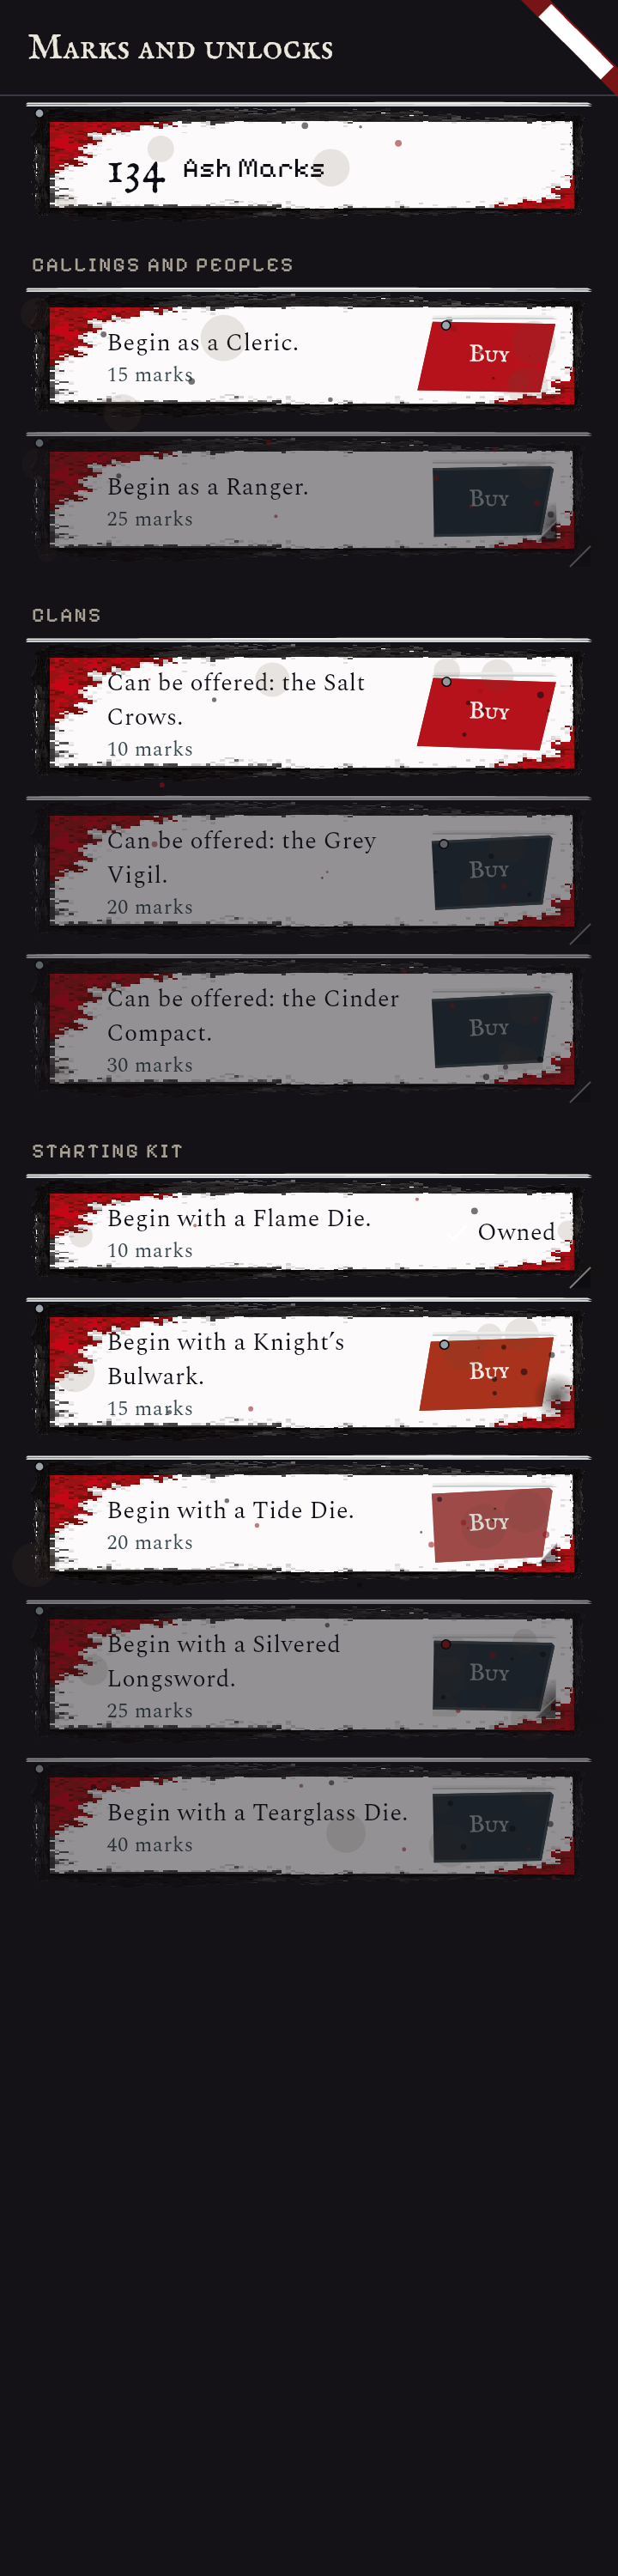 Marks and unlocks
134 Ash Marks
CALLINGS AND PEOPLES
Begin as a Cleric.
15 marks
Buy
Begin as a Ranger.
25 marks
Buy
CLANS
Can be offered: the Salt
Crows.
10 marks
Buy
Can be offered: the Grey
Vigil.
20 marks
Buy
Can be offered: the Cinder
Compact.
30 marks
Buy
STARTING KIT
Begin with a Flame Die.
10 marks
Owned
Begin with a Knight's
Bulwark.
15 marks
Buy
Begin with a Tide Die.
20 marks
Buy
Begin with a Silvered
Longsword.
25 marks
Buy
Begin with a Tearglass Die.
40 marks
Buy